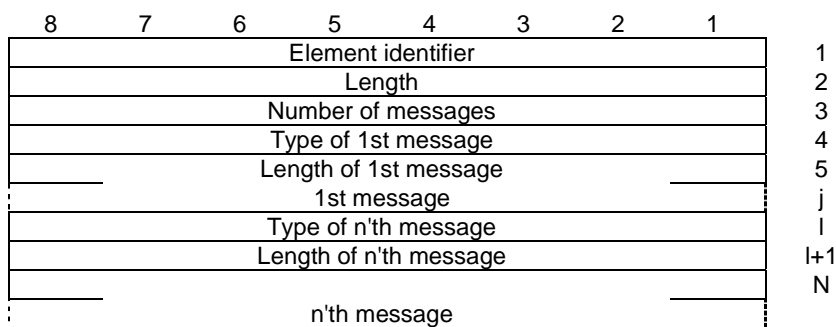 8 7 6 5 4 3 2 1
Element identifier 1
Length 2
Number of messages 3
Type of 1st message 4
Length of 1st message 5
1st message j
Type of n'th message l
Length of n'th message l+1
N
n'th message